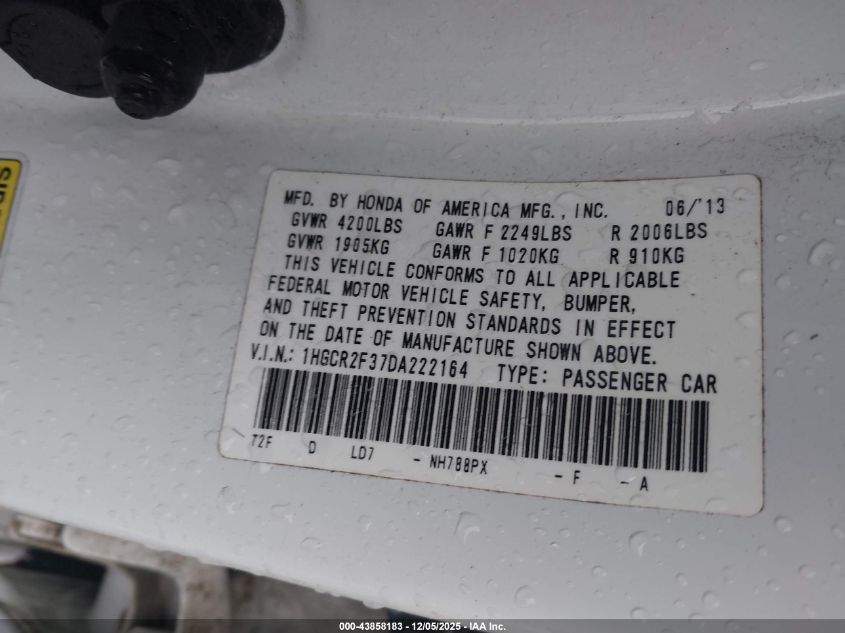 MFD. BY HONDA OF AMERICA MFG., INC. 06/'13
GVWR 4200LBS GAWR F 2249LBS R 2006LBS
GVWR 1905KG GAWR F 1020KG R 910KG
THIS VEHICLE CONFORMS TO ALL APPLICABLE
FEDERAL MOTOR VEHICLE SAFETY, BUMPER,
AND THEFT PREVENTION STANDARDS IN EFFECT
ON THE DATE OF MANUFACTURE SHOWN ABOVE.
V.I.N.: 1HGCR2F37DA222164 TYPE: PASSENGER CAR
T2F D LD7 - NH788PX - F - A
000-43858183 - 12/05/2025 - IAA Inc.